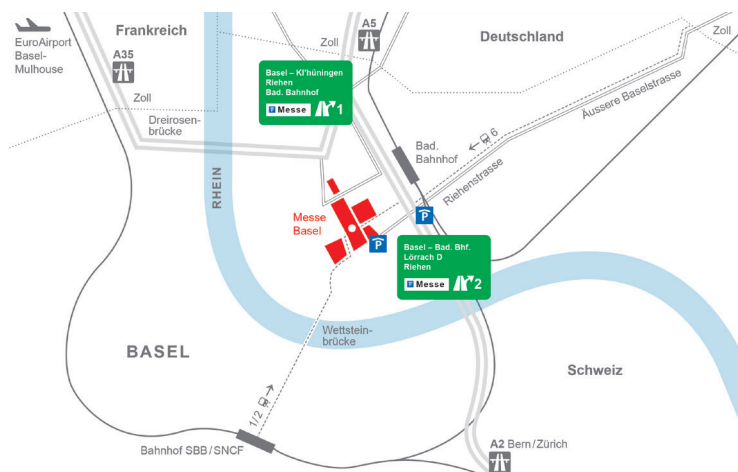 EuroAirport
Basel-
Mulhouse
Frankreich
A35
Zoll
A5
Deutschland
Zoll
Zoll
Basel – Kl'hüningen
Riehen
Bad. Bahnhof
P Messe 1
Dreirosen-
brücke
RHEIN
Äussere Baselstrasse
6
Bad.
Bahnhof
Riehenstrasse
Messe
Basel
P
P
Basel – Bad. Bhf.
Lörrach D
Riehen
P Messe 2
Wettstein-
brücke
BASEL
Schweiz
1/2
Bahnhof SBB/SNCF
A2 Bern/Zürich